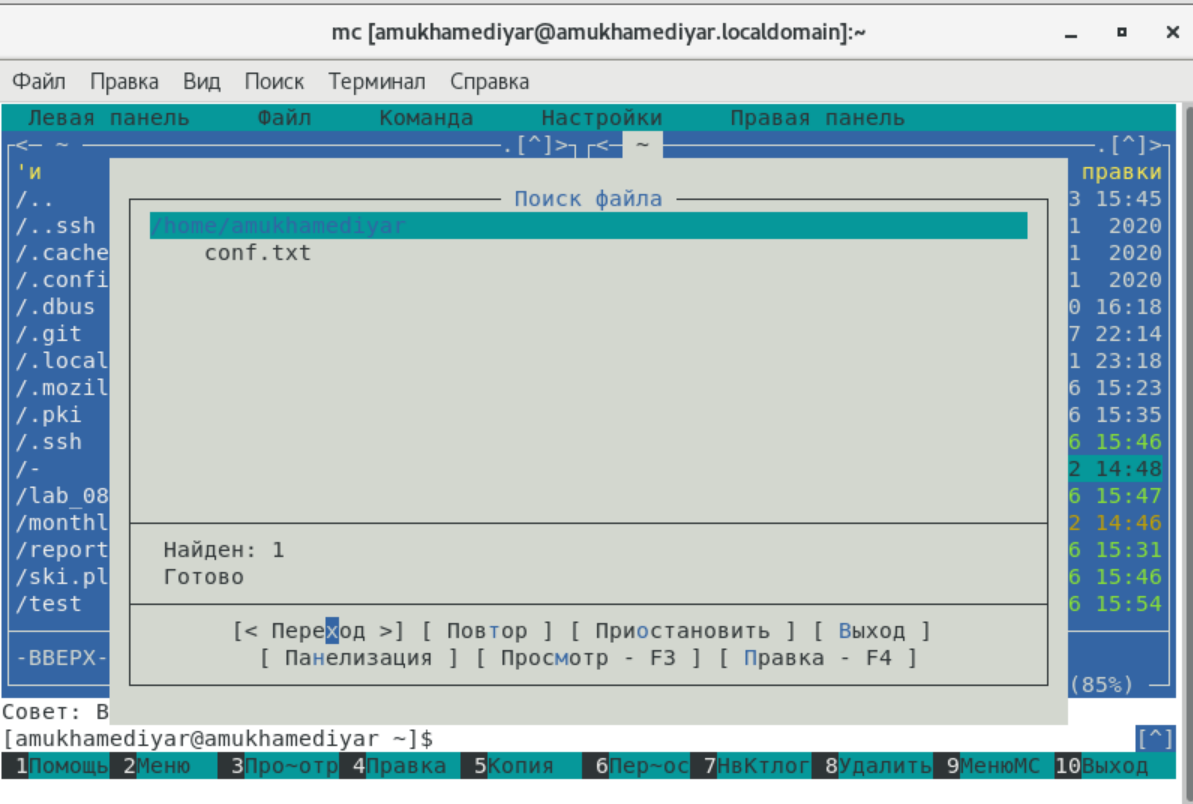 mc [amukhamediyar@amukhamediyar.localdomain]:~
Файл Правка Вид Поиск Терминал Справка
Левая панель Файл Команда Настройки Правая панель
<─ ~ .[^]> <─ ~ .[^]>
'и правки
/.. 3 15:45
/..ssh 1 2020
/.cache 1 2020
/.confi 1 2020
/.dbus 0 16:18
/.git 7 22:14
/.local 1 23:18
/.mozil 6 15:23
/.pki 6 15:35
/.ssh 6 15:46
/- 2 14:48
/lab_08 6 15:47
/monthl 2 14:46
/report 6 15:31
/ski.pl 6 15:46
/test 6 15:54
-ВВЕРХ-
(85%)
Поиск файла
/home/amukhamediyar
conf.txt
Найден: 1
Готово
[< Переход >] [ Повтор ] [ Приостановить ] [ Выход ]
[ Панелизация ] [ Просмотр - F3 ] [ Правка - F4 ]
Совет: В
[amukhamediyar@amukhamediyar ~]$ [^]
1Помощь 2Меню 3Про~отр 4Правка 5Копия 6Пер~ос 7НвКтлог 8Удалить 9МенюМС 10Выход